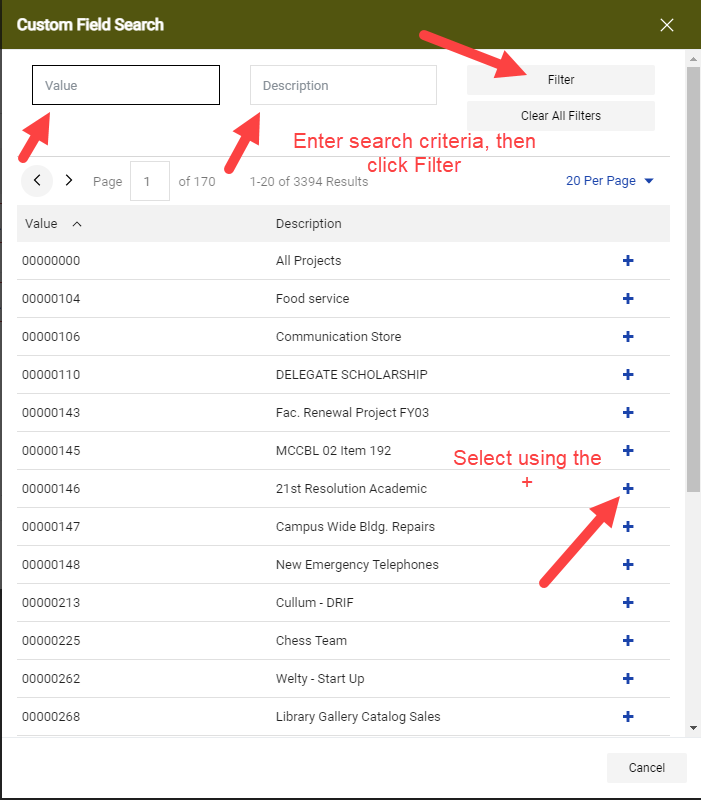 Custom Field Search
Value
Description
Filter
Clear All Filters
Enter search criteria, then
click Filter
Page 1 of 170 1-20 of 3394 Results 20 Per Page
Value Description
00000000 All Projects +
00000104 Food service +
00000106 Communication Store +
00000110 DELEGATE SCHOLARSHIP +
00000143 Fac. Renewal Project FY03 +
00000145 MCCBL 02 Item 192 +
Select using the
+
00000146 21st Resolution Academic +
00000147 Campus Wide Bldg. Repairs +
00000148 New Emergency Telephones +
00000213 Cullum - DRIF +
00000225 Chess Team +
00000262 Welty - Start Up +
00000268 Library Gallery Catalog Sales +
Cancel